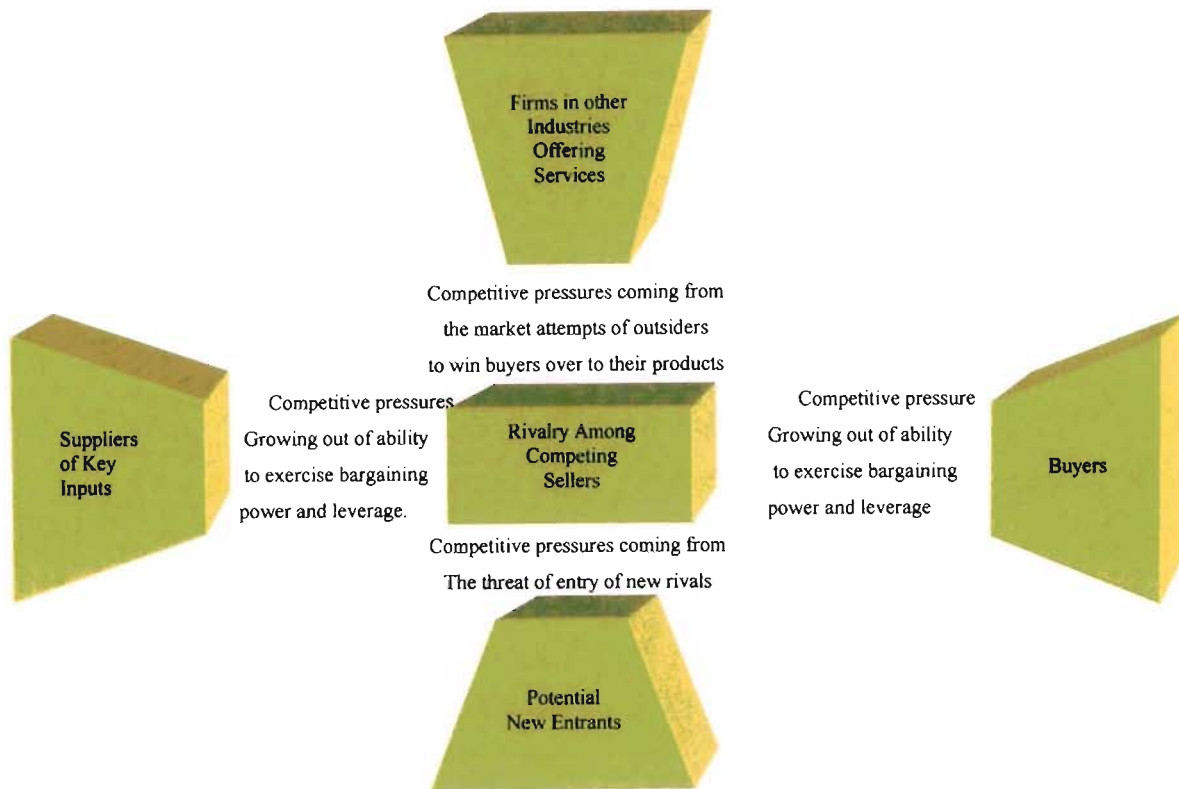 Firms in other
Industries
Offering
Services
Competitive pressures coming from
the market attempts of outsiders
to win buyers over to their products
Suppliers
of Key
Inputs
Competitive pressures
Growing out of ability
to exercise bargaining
power and leverage.
Rivalry Among
Competing
Sellers
Competitive pressure
Growing out of ability
to exercise bargaining
power and leverage
Buyers
Competitive pressures coming from
The threat of entry of new rivals
Potential
New Entrants